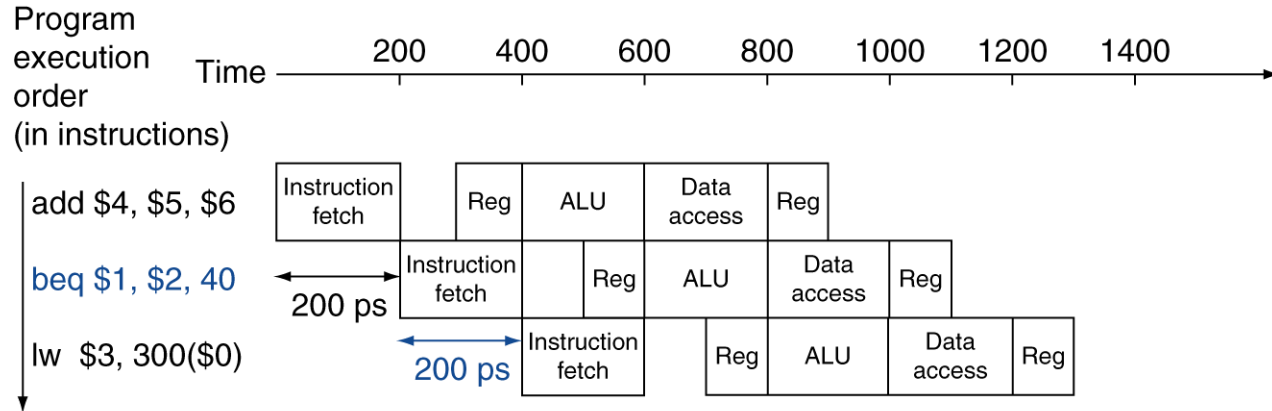 Program
execution
order
(in instructions)
Time
200 400 600 800 1000 1200 1400
add $4, $5, $6
Instruction
fetch
Reg
ALU
Data
access
Reg
beq $1, $2, 40
200 ps
Instruction
fetch
Reg
ALU
Data
access
Reg
lw $3, 300($0)
200 ps
Instruction
fetch
Reg
ALU
Data
access
Reg